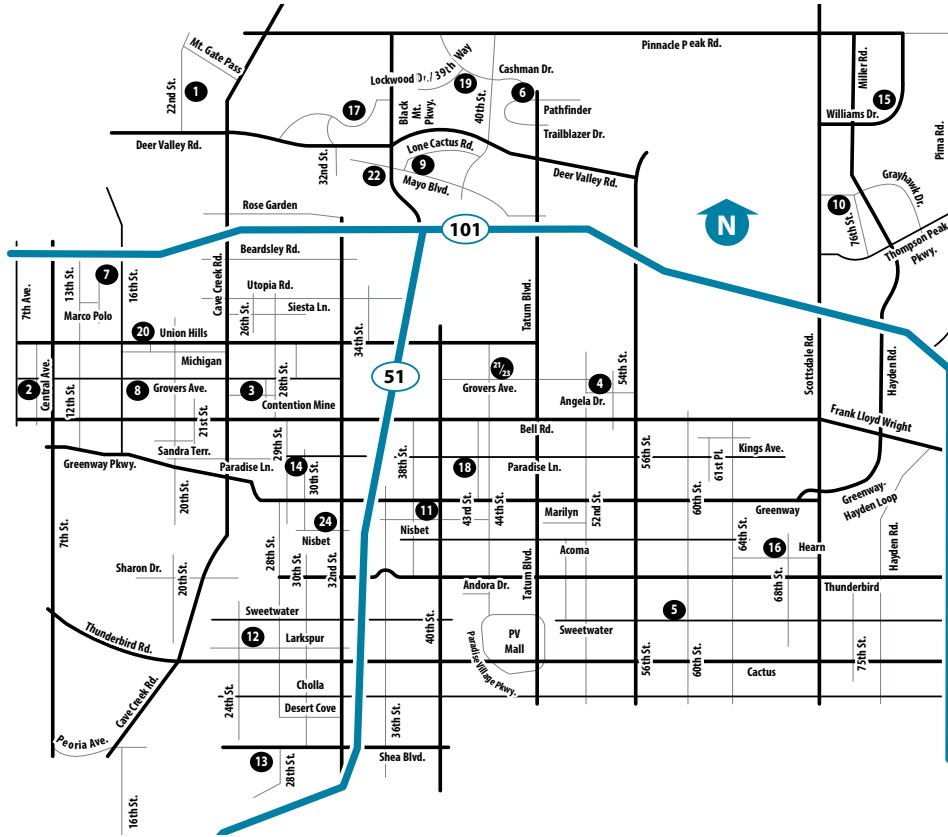 Pinnacle Peak Rd.
Mt. Gate Pass
22nd St.
1
Lockwood Dr. / 39th Way
19
Cashman Dr.
6
17
Black
Mt.
Pkwy.
40th St.
Pathfinder
Trailblazer Dr.
Miller Rd.
15
Williams Dr.
Pima Rd.
Deer Valley Rd.
32nd St.
Lone Cactus Rd.
9
22
Mayo Blvd.
Deer Valley Rd.
Grayhawk Dr.
10
76th St.
Thompson Peak
Pkwy.
Rose Garden
N
101
Beardsley Rd.
7th Ave.
13th St.
7
16th St.
Marco Polo
Cave Creek Rd.
Utopia Rd.
26th St.
Siesta Ln.
34th St.
Tatum Blvd.
Scottsdale Rd.
Hayden Rd.
20
Union Hills
Michigan
51
2
Central Ave.
12th St.
8
Grovers Ave.
21st St.
3
28th St.
Contention Mine
21/23
Grovers Ave.
4
54th St.
Angela Dr.
Frank Lloyd Wright
Bell Rd.
Sandra Terr.
29th St.
Greenway Pkwy.
Paradise Ln.
14
30th St.
38th St.
18
Paradise Ln.
56th St.
61st Pl.
Kings Ave.
20th St.
43rd St.
44th St.
52nd St.
60th St.
Greenway
Greenway-
Hayden Loop
7th St.
24
Nisbet
11
Nisbet
Marilyn
Acoma
64th St.
16
Hearn
Hayden Rd.
Sharon Dr.
20th St.
28th St.
30th St.
32nd St.
Andora Dr.
Tatum Blvd.
68th St.
Thunderbird
Sweetwater
12
Larkspur
40th St.
PV
Mall
Sweetwater
5
Thunderbird Rd.
Paradise Village Pkwy.
56th St.
60th St.
Cactus
75th St.
Cave Creek Rd.
24th St.
Cholla
Desert Cove
36th St.
Peoria Ave.
13
28th St.
Shea Blvd.
16th St.